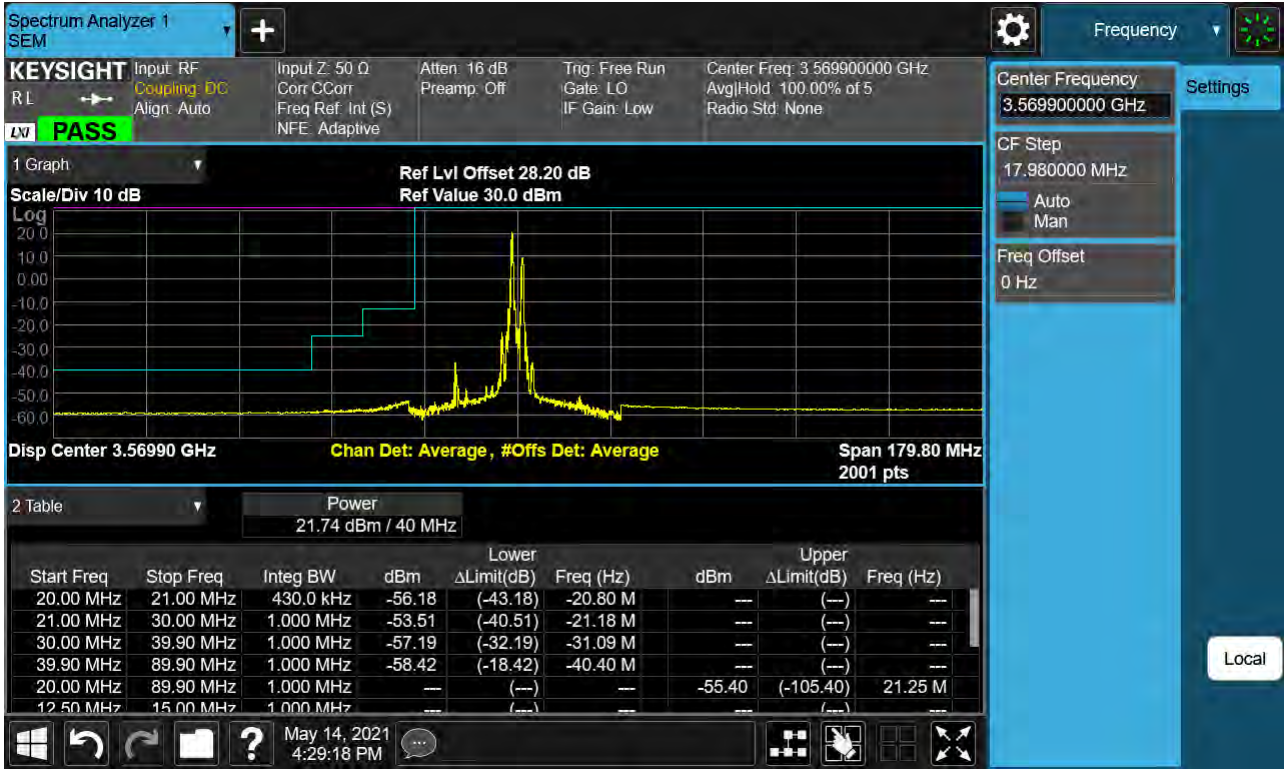 Spectrum Analyzer 1
SEM
Frequency
KEYSIGHT
R L
LXI PASS
Input: RF
Coupling: DC
Align: Auto
Input Z: 50 Ω
Corr CCorr
Freq Ref: Int (S)
NFE: Adaptive
Atten: 16 dB
Preamp: Off
Trig: Free Run
Gate: LO
IF Gain: Low
Center Freq: 3.569900000 GHz
Avg|Hold: 100.00% of 5
Radio Std: None
Center Frequency
3.569900000 GHz
Settings
CF Step
17.980000 MHz
Auto
Man
Freq Offset
0 Hz
Local
1 Graph
Scale/Div 10 dB
Ref Lvl Offset 28.20 dB
Ref Value 30.0 dBm
Log
20.0
10.0
0.00
-10.0
-20.0
-30.0
-40.0
-50.0
-60.0
Disp Center 3.56990 GHz
Chan Det: Average , #Offs Det: Average
Span 179.80 MHz
2001 pts
2 Table
Power
21.74 dBm / 40 MHz
Lower Upper
Start Freq Stop Freq Integ BW dBm ΔLimit(dB) Freq (Hz) dBm ΔLimit(dB) Freq (Hz)
20.00 MHz 21.00 MHz 430.0 kHz -56.18 (-43.18) -20.80 M --- (---) ---
21.00 MHz 30.00 MHz 1.000 MHz -53.51 (-40.51) -21.18 M --- (---) ---
30.00 MHz 39.90 MHz 1.000 MHz -57.19 (-32.19) -31.09 M --- (---) ---
39.90 MHz 89.90 MHz 1.000 MHz -58.42 (-18.42) -40.40 M --- (---) ---
20.00 MHz 89.90 MHz 1.000 MHz --- (---) --- -55.40 (-105.40) 21.25 M
12.50 MHz 15.00 MHz 1.000 MHz --- (---) --- --- (---) ---
May 14, 2021
4:29:18 PM